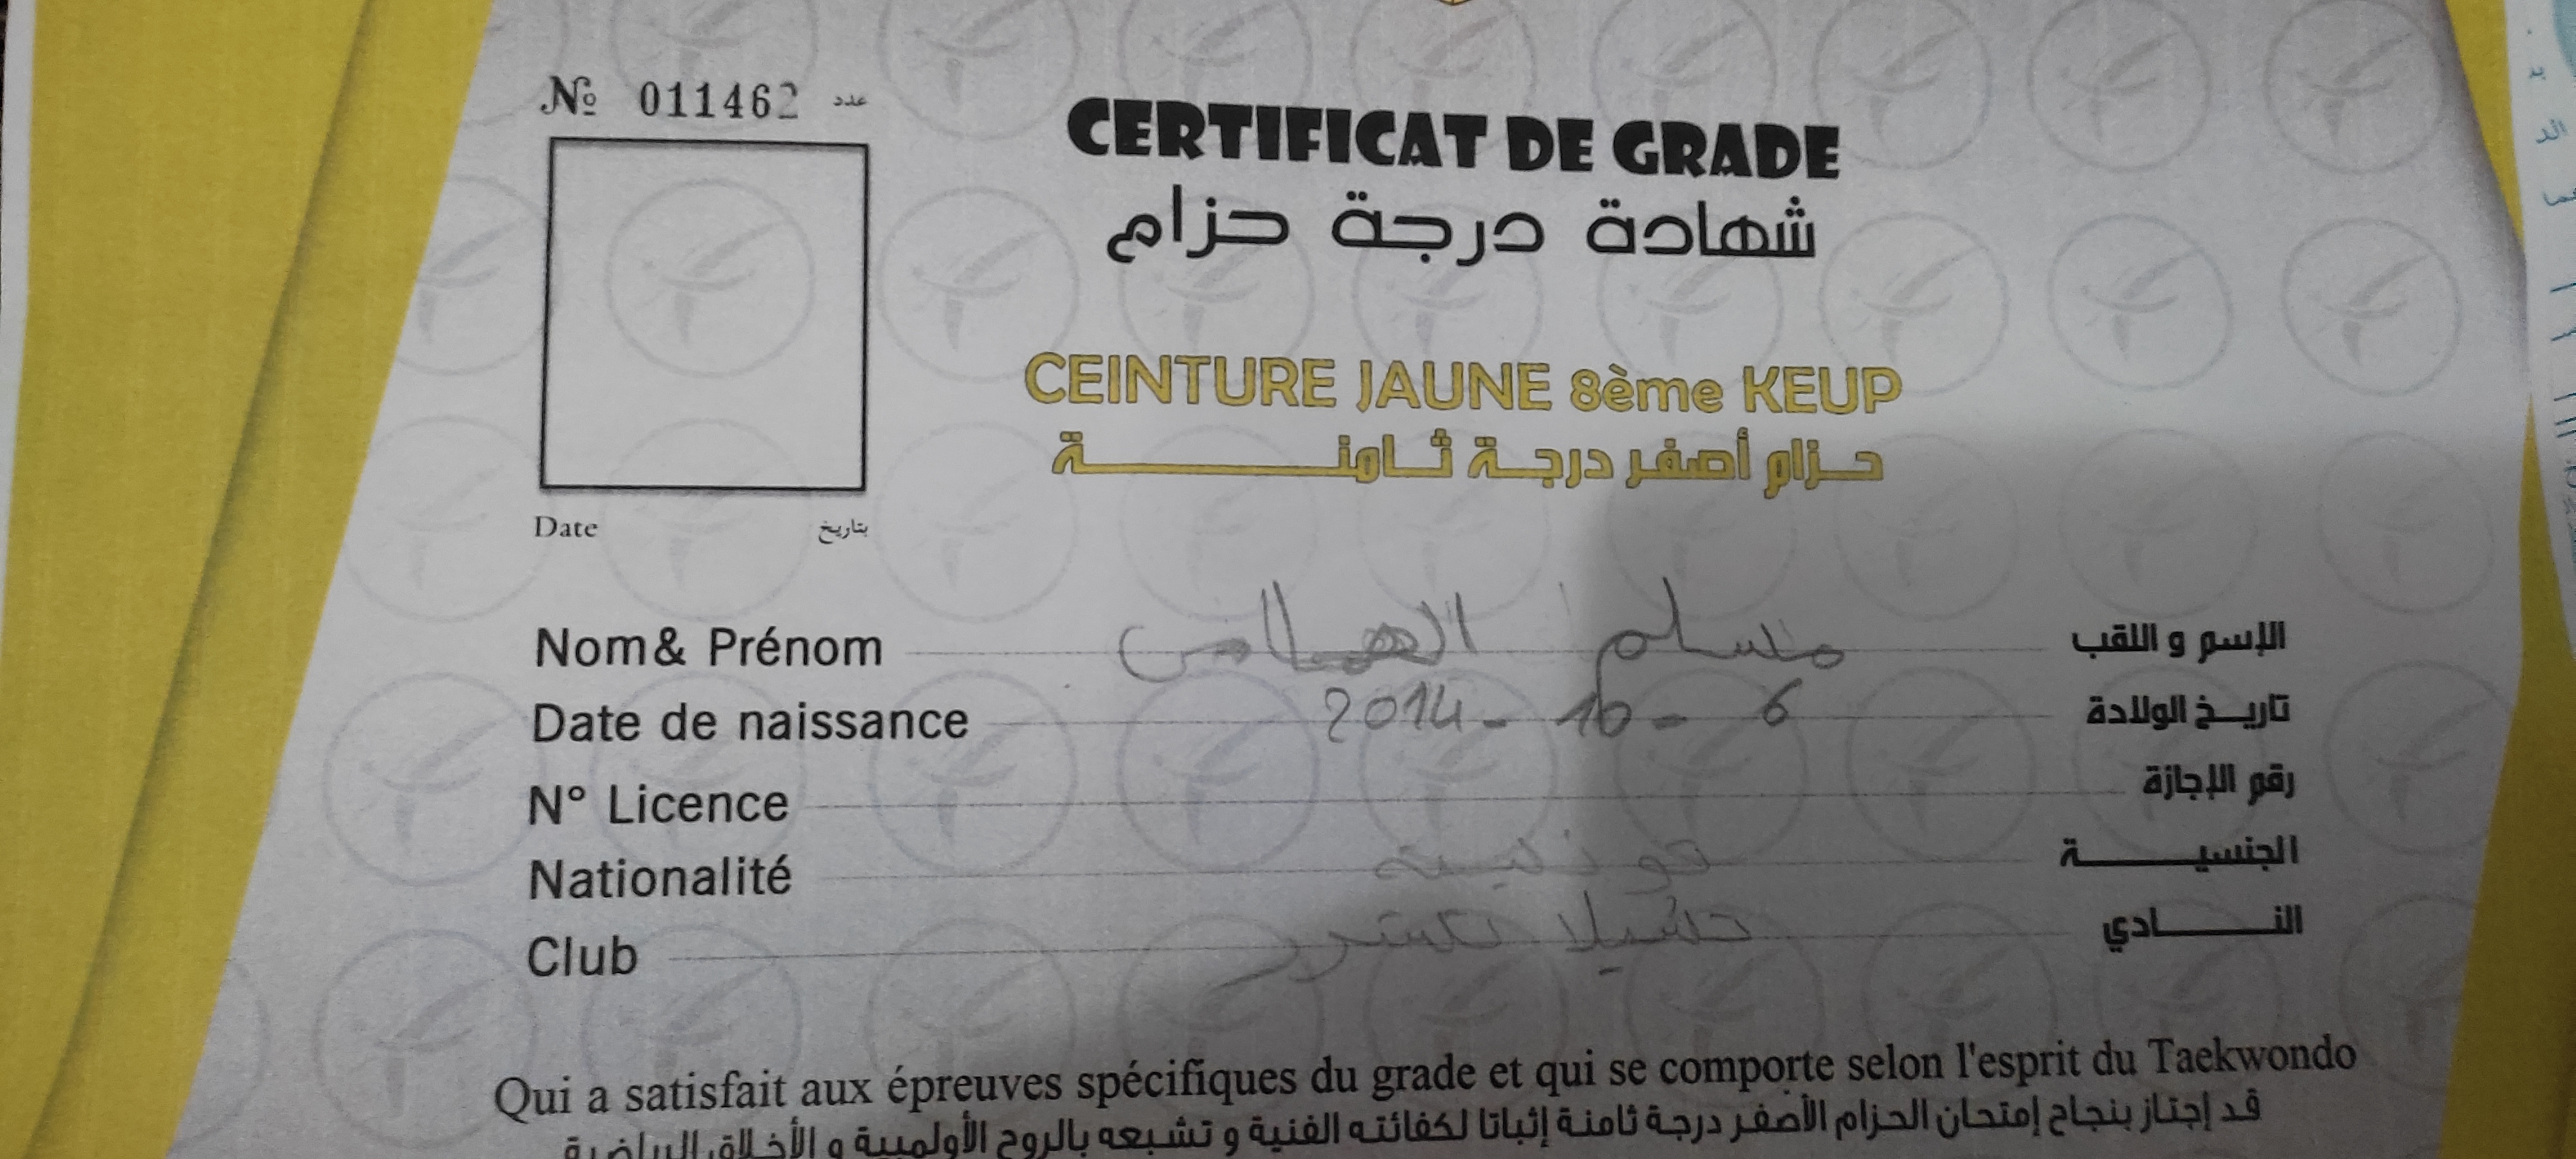 № 011462 عدد
CERTIFICAT DE GRADE
شهادة درجة حزام
CEINTURE JAUNE 8ème KEUP
حزام أصفر درجة ثامنة
Date بتاريخ
Nom& Prénom مسلم الإسم و اللقب
Date de naissance 2014 - 10 - 6 تاريخ الولادة
N° Licence رقم الإجازة
Nationalité تونسية الجنسية
Club النادي
Qui a satisfait aux épreuves spécifiques du grade et qui se comporte selon l'esprit du Taekwondo
قد إجتاز بنجاح إمتحان الحزام الأصفر درجة ثامنة إثباتا لكفائته الفنية و تشبعه بالروح الأولمبية و الأخلاق الرياضية